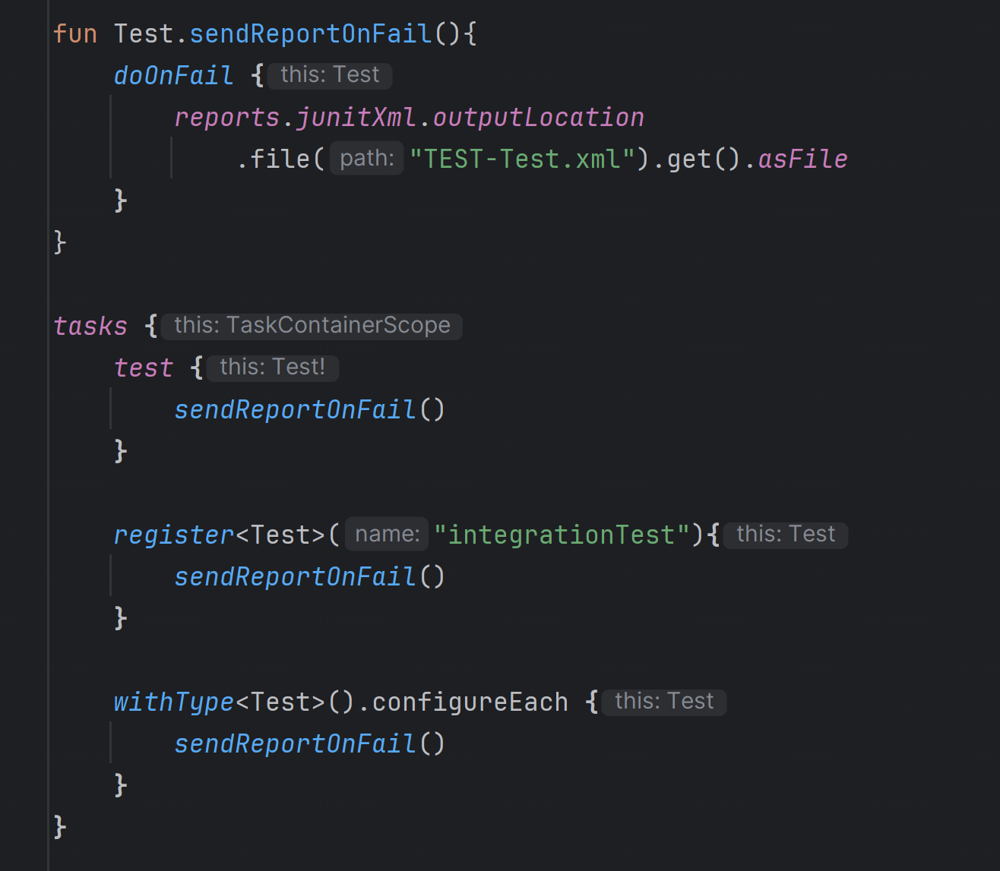 fun Test.sendReportOnFail(){
    doOnFail { this: Test
        reports.junitXml.outputLocation
            .file( path: "TEST-Test.xml").get().asFile
    }
}

tasks { this: TaskContainerScope
    test { this: Test!
        sendReportOnFail()
    }

    register<Test>( name: "integrationTest"){ this: Test
        sendReportOnFail()
    }

    withType<Test>().configureEach { this: Test
        sendReportOnFail()
    }
}